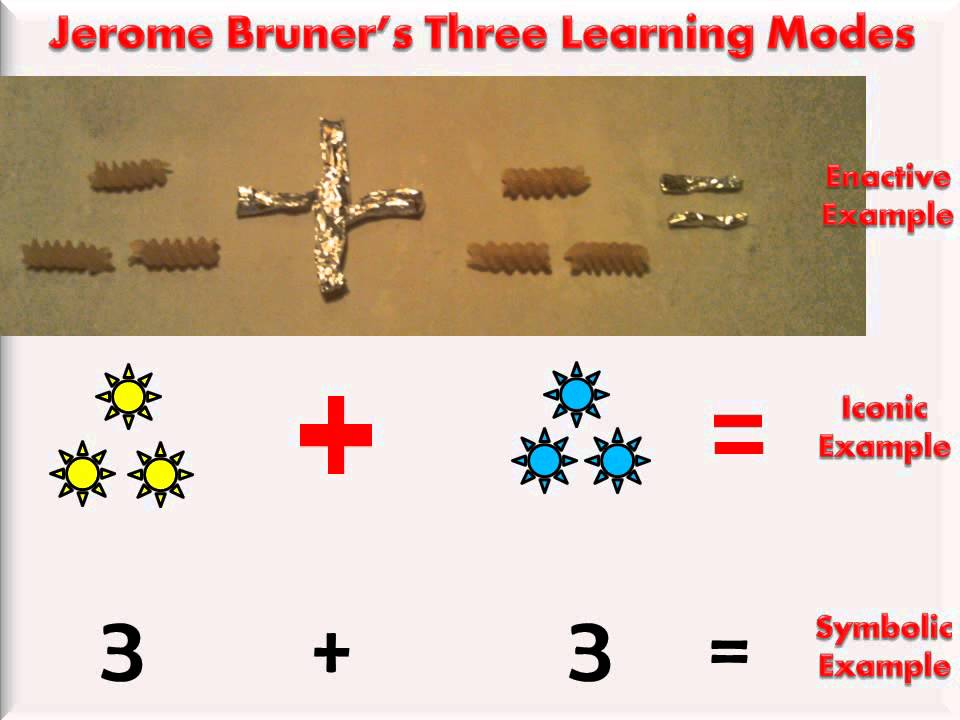 Jerome Bruner's Three Learning Modes
Enactive
Example
+ =
Iconic
Example
3 + 3 =
Symbolic
Example